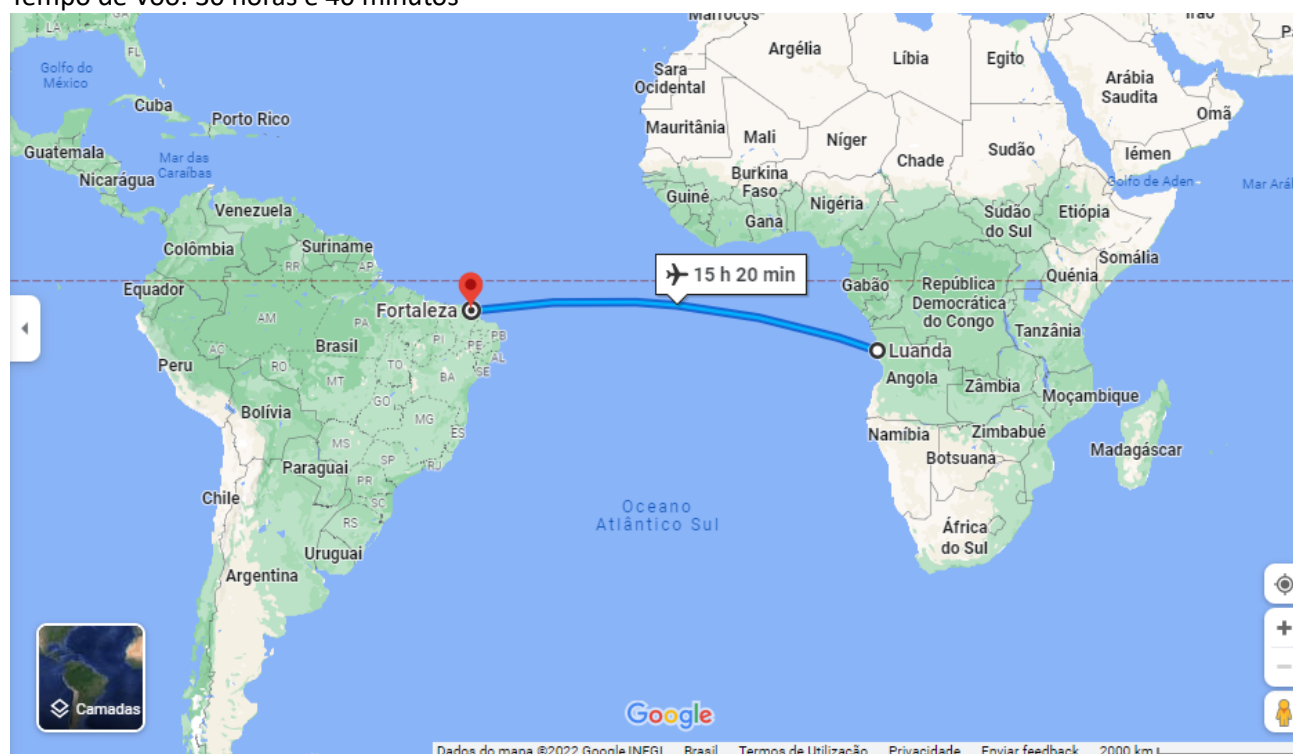 Tempo de Voo: 30 horas e 40 minutos
Marrocos
Irão
LA
GA
FL
Golfo do
México
Cuba
Porto Rico
Guatemala
Mar das
Caraíbas
Nicarágua
Venezuela
Colômbia
Suriname
RR
AP
Equador
Fortaleza
AM
PA
PI
PB
PE
AL
SE
Brasil
AC
Peru
RO
TO
BA
MT
Bolívia
GO
MG
ES
MS
SP
RJ
Paraguai
PR
SC
Chile
RS
Uruguai
Argentina
Argélia
Líbia
Egito
Sara
Ocidental
Arábia
Saudita
Omã
Mauritânia
Mali
Níger
Chade
Sudão
Iémen
Burkina
Faso
Golfo de Aden
Mar Ará
Guiné
Nigéria
Gana
Sudão
do Sul
Etiópia
Somália
15 h 20 min
Gabão
República
Democrática
do Congo
Quénia
Tanzânia
Luanda
Angola
Zâmbia
Moçambique
Namíbia
Zimbabué
Botsuana
Madagáscar
Oceano
Atlântico Sul
África
do Sul
Camadas
Google
Dados do mapa ©2022 Google INEGI Brasil Termos de Utilização Privacidade Enviar feedback 2000 km